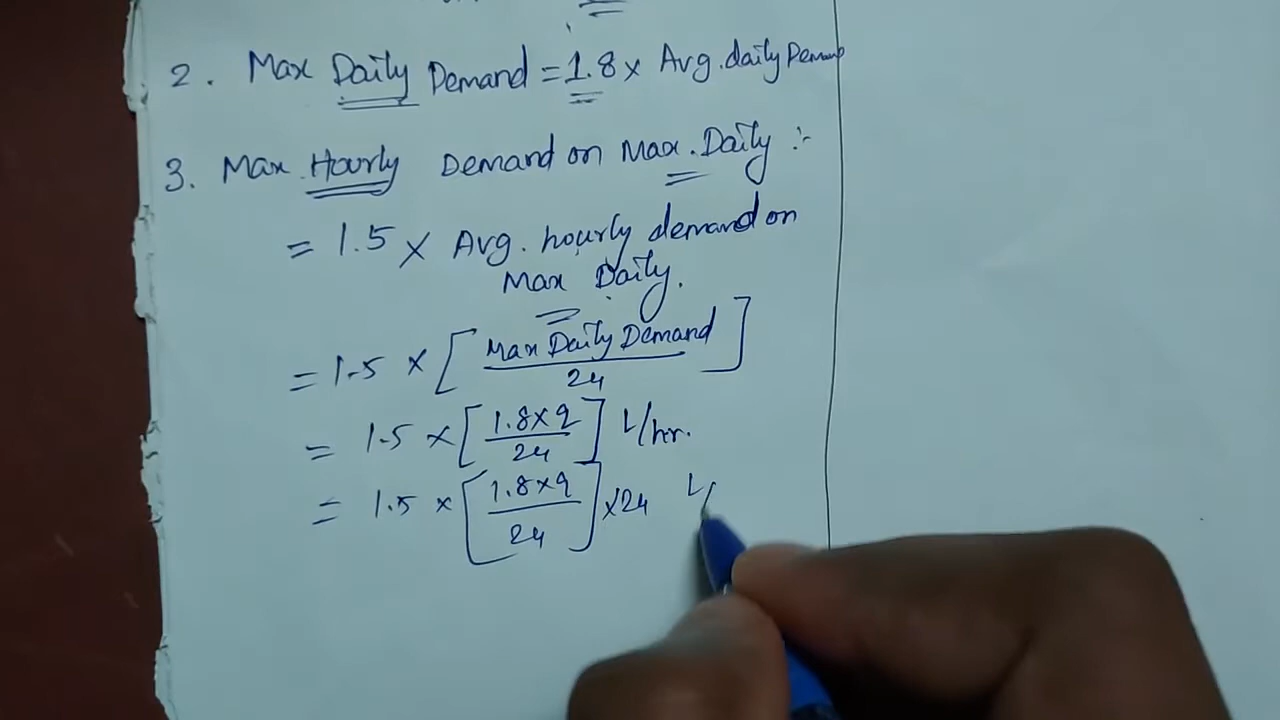 2. Max Daily Demand = 1.8 × Avg. daily Demand
3. Max. Hourly Demand on Max. Daily :-
= 1.5 × Avg. hourly demand on
Max Daily.
= 1.5 × [ Max Daily Demand / 24 ]
= 1.5 × [ 1.8×q / 24 ] L/hr.
= 1.5 × [ 1.8×q / 24 ] ×24 L/